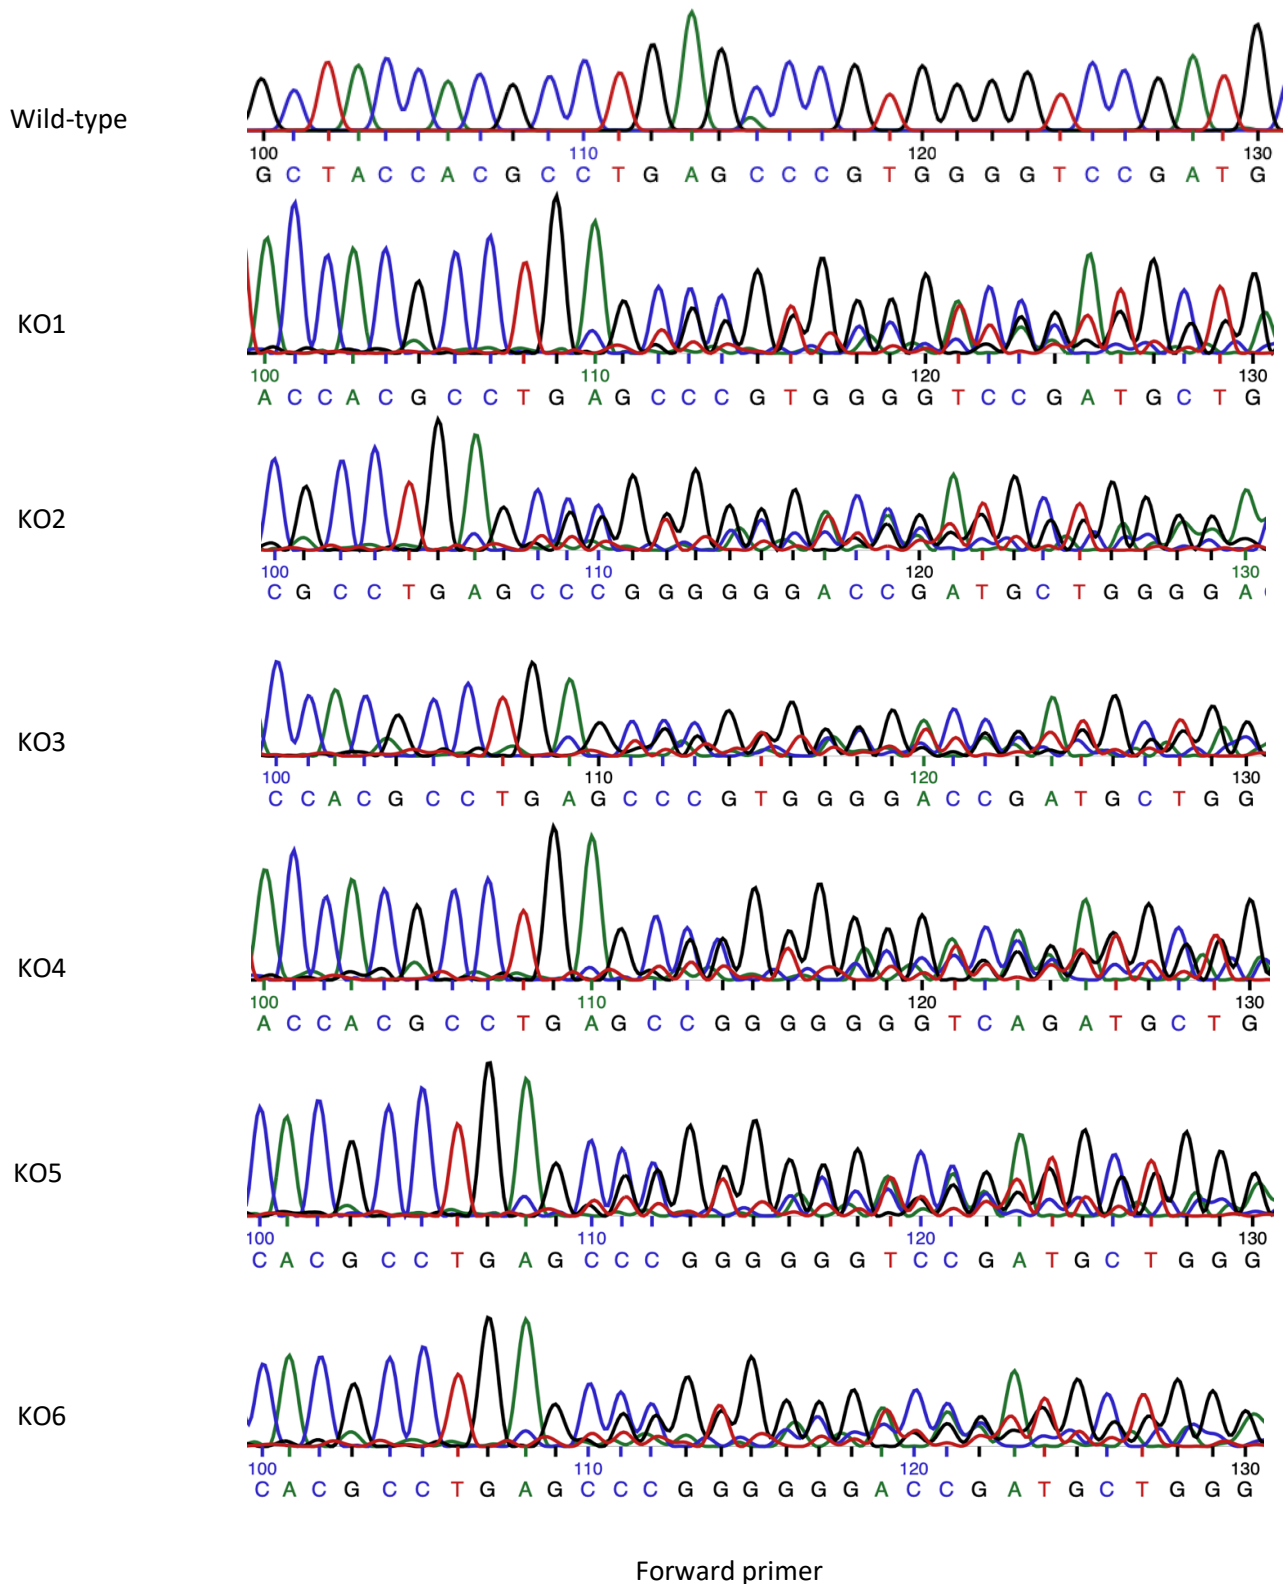 Wild-type
100 110 120 130
G C T A C C A C G C C T G A G C C C G T G G G G T C C G A T G
KO1
100 110 120 130
A C C A C G C C T G A G C C C G T G G G G T C C G A T G C T G
KO2
100 110 120 130
C G C C T G A G C C C G G G G G G A C C G A T G C T G G G G A
KO3
100 110 120 130
C C A C G C C T G A G C C C G T G G G G A C C G A T G C T G G
KO4
100 110 120 130
A C C A C G C C T G A G C C G G G G G G G T C A G A T G C T G
KO5
100 110 120 130
C A C G C C T G A G C C C G G G G G G T C C G A T G C T G G G
KO6
100 110 120 130
C A C G C C T G A G C C C G G G G G G A C C G A T G C T G G G
Forward primer